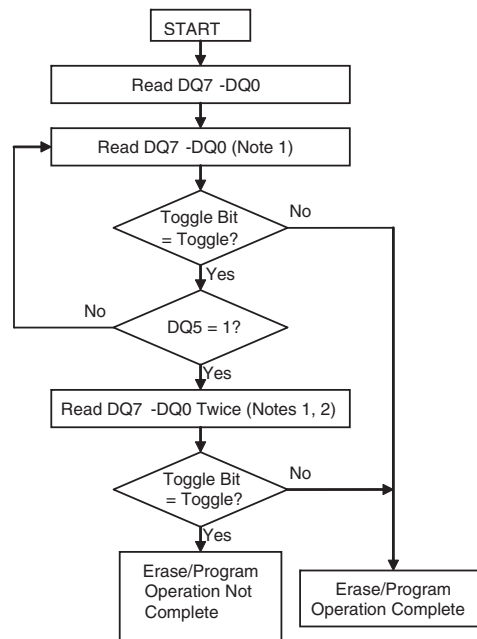 START
Read DQ7 -DQ0
Read DQ7 -DQ0 (Note 1)
Toggle Bit
= Toggle?
No
Yes
No
DQ5 = 1?
Yes
Read DQ7 -DQ0 Twice (Notes 1, 2)
Toggle Bit
= Toggle?
No
Yes
Erase/Program
Operation Not
Complete
Erase/Program
Operation Complete